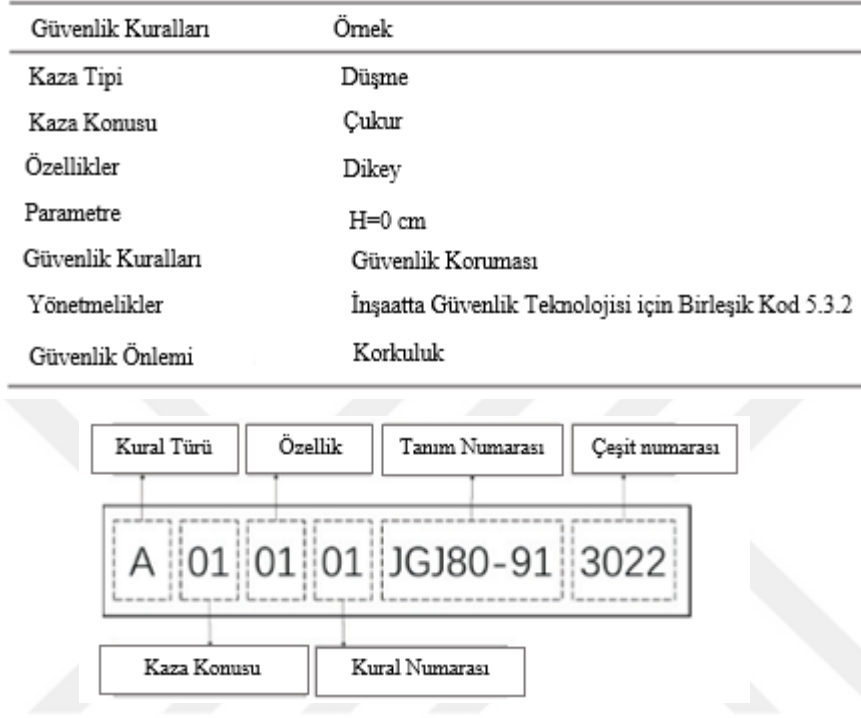 Güvenlik Kuralları Örnek
Kaza Tipi Düşme
Kaza Konusu Çukur
Özellikler Dikey
Parametre H=0 cm
Güvenlik Kuralları Güvenlik Koruması
Yönetmelikler İnşaatta Güvenlik Teknolojisi için Birleşik Kod 5.3.2
Güvenlik Önlemi Korkuluk
Kural Türü Özellik Tanım Numarası Çeşit numarası
A 01 01 01 JGJ80-91 3022
Kaza Konusu Kural Numarası